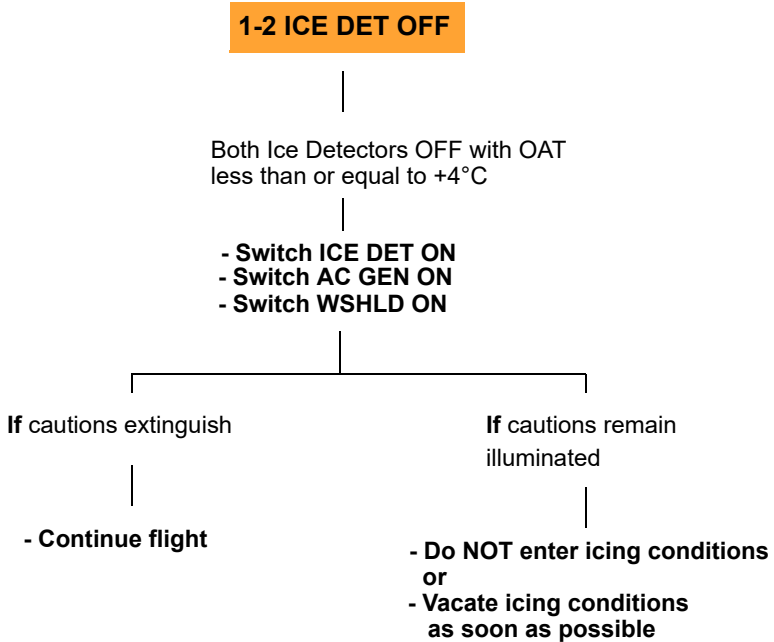 1-2 ICE DET OFF
Both Ice Detectors OFF with OAT
less than or equal to +4°C
- Switch ICE DET ON
- Switch AC GEN ON
- Switch WSHLD ON
If cautions extinguish
- Continue flight
If cautions remain
illuminated
- Do NOT enter icing conditions
or
- Vacate icing conditions
as soon as possible